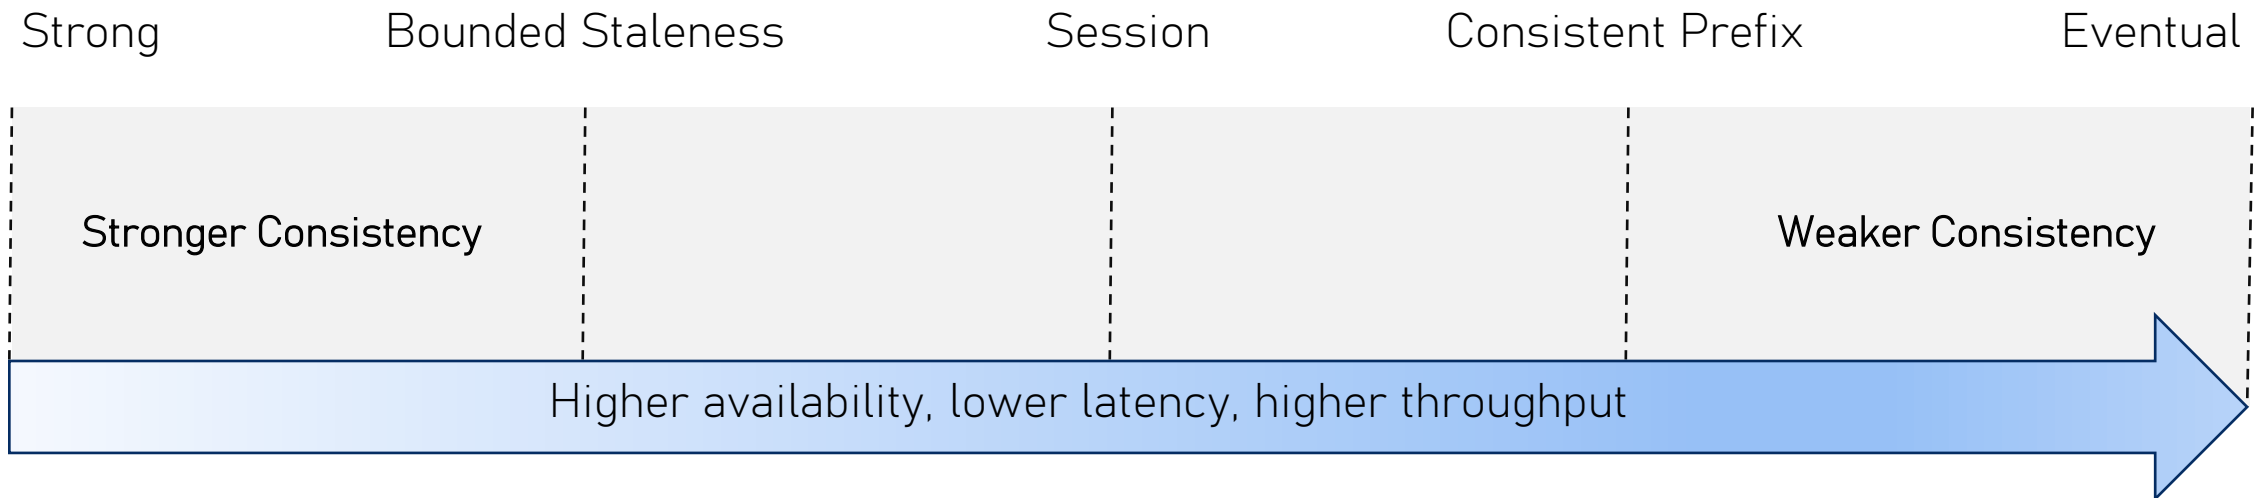 Strong
Bounded Staleness
Session
Consistent Prefix
Eventual
Stronger Consistency
Weaker Consistency
Higher availability, lower latency, higher throughput